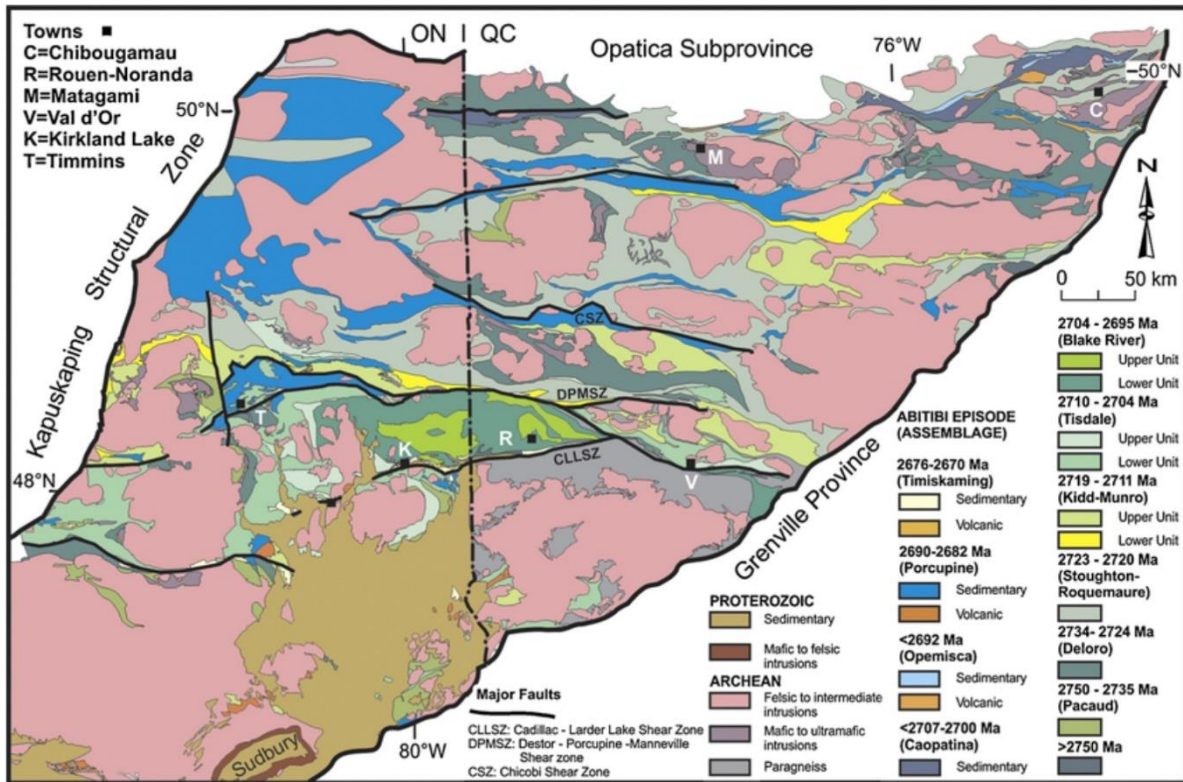 Towns
C=Chibougamau
R=Rouen-Noranda
M=Matagami
V=Val d'Or
K=Kirkland Lake
T=Timmins
ON
QC
Opatica Subprovince
76°W
50°N
50°N
C
M
N
0 50 km
Kapuskaping Structural Zone
CSZ
DPMSZ
T
K
R
CLLSZ
V
48°N
Grenville Province
80°W
Sudbury
Major Faults
CLLSZ: Cadillac - Larder Lake Shear Zone
DPMSZ: Destor - Porcupine -Manneville
Shear zone
CSZ: Chicobi Shear Zone
PROTEROZOIC
Sedimentary
Mafic to felsic
intrusions
ARCHEAN
Felsic to intermediate
intrusions
Mafic to ultramafic
intrusions
Paragneiss
ABITIBI EPISODE
(ASSEMBLAGE)
2676-2670 Ma
(Timiskaming)
Sedimentary
Volcanic
2690-2682 Ma
(Porcupine)
Sedimentary
Volcanic
<2692 Ma
(Opemisca)
Sedimentary
Volcanic
<2707-2700 Ma
(Caopatina)
Sedimentary
2704 - 2695 Ma
(Blake River)
Upper Unit
Lower Unit
2710 - 2704 Ma
(Tisdale)
Upper Unit
Lower Unit
2719 - 2711 Ma
(Kidd-Munro)
Upper Unit
Lower Unit
2723 - 2720 Ma
(Stoughton-
Roquemaure)
2734- 2724 Ma
(Deloro)
2750 - 2735 Ma
(Pacaud)
>2750 Ma